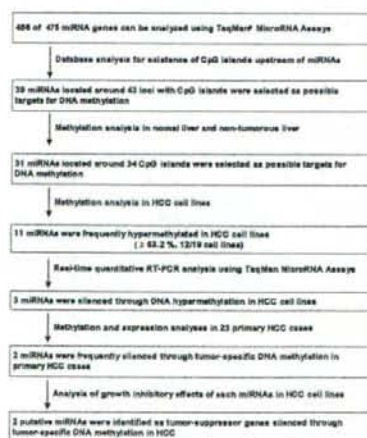 of 475 miRNA genes can be analyzed using TaqMan® MicroRNA Assays
Database analysis for existence of CpG islands upstream of miRNAs
39 miRNAs located around 43 loci with CpG islands were selected as possible
targets for DNA methylation
Methylation analysis in normal liver and non-tumorous liver
31 miRNAs located around 34 CpG islands were selected as possible targets for
DNA methylation
Methylation analysis in HCC cell lines
11 miRNAs were frequently hypermethylated in HCC cell lines
(≥ 63.2 %, 12/19 cell lines)
Real-time quantitative RT-PCR analysis using TaqMan MicroRNA Assays
3 miRNAs were silenced through DNA hypermethylation in HCC cell lines
Methylation and expression analyses in 23 primary HCC cases
2 miRNAs were frequently silenced through tumor-specific DNA methylation in
primary HCC cases
Analysis of growth inhibitory effects of each miRNAs in HCC cell lines
2 putative miRNAs were identified as tumor-suppressor genes silenced through
tumor-specific DNA methylation in HCC